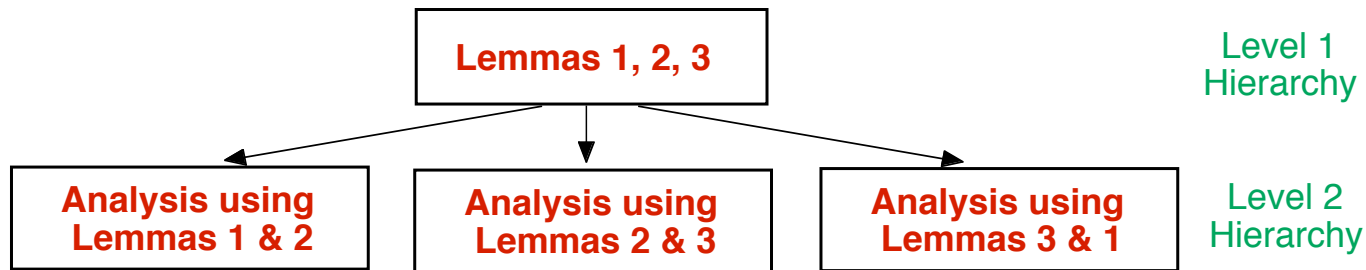 Lemmas 1, 2, 3
Level 1
Hierarchy
Analysis using
Lemmas 1 & 2
Analysis using
Lemmas 2 & 3
Analysis using
Lemmas 3 & 1
Level 2
Hierarchy